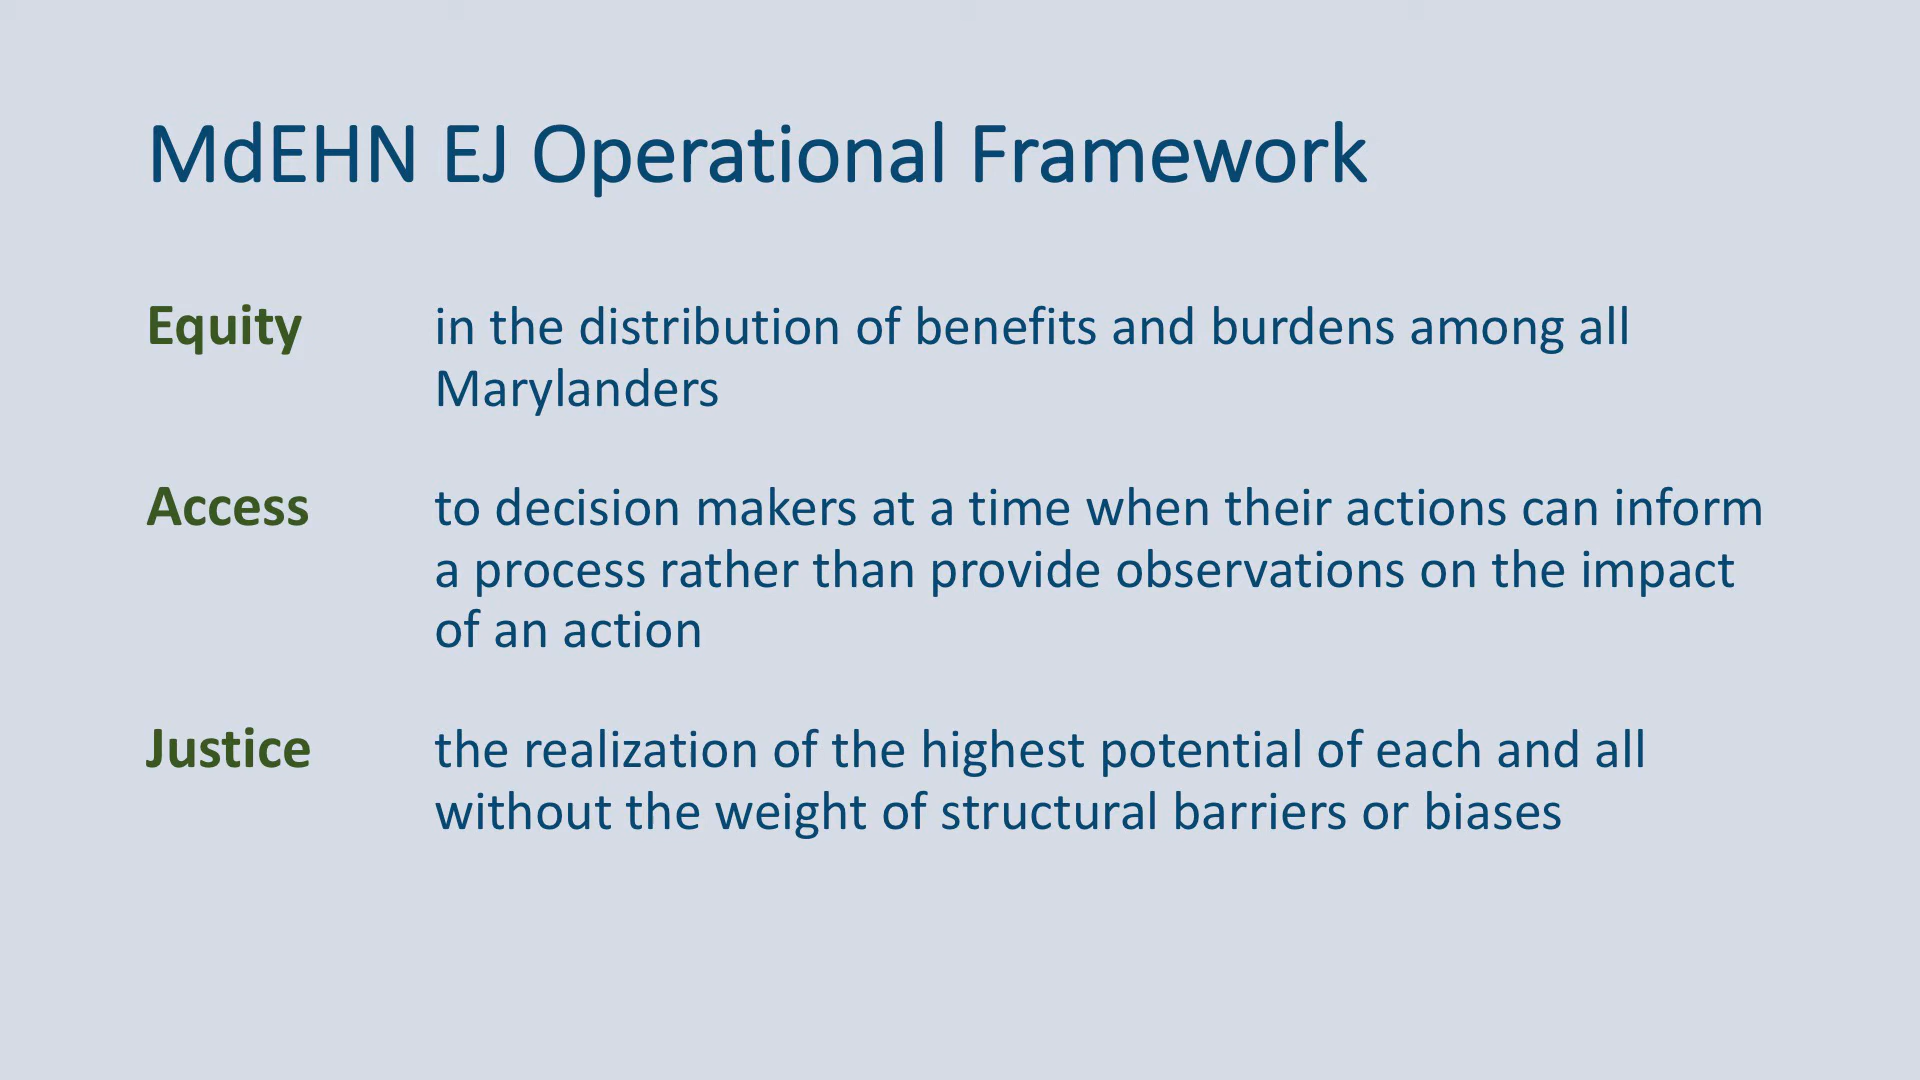 MdEHN EJ Operational Framework
Equity in the distribution of benefits and burdens among all
Marylanders
Access to decision makers at a time when their actions can inform
a process rather than provide observations on the impact
of an action
Justice the realization of the highest potential of each and all
without the weight of structural barriers or biases